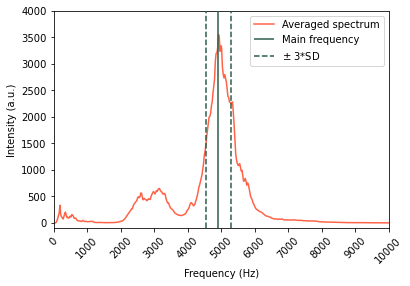 4000
3500
3000
2500
2000
1500
1000
500
0
Intensity (a.u.)
Averaged spectrum
Main frequency
± 3*SD
0 1000 2000 3000 4000 5000 6000 7000 8000 9000 10000
Frequency (Hz)